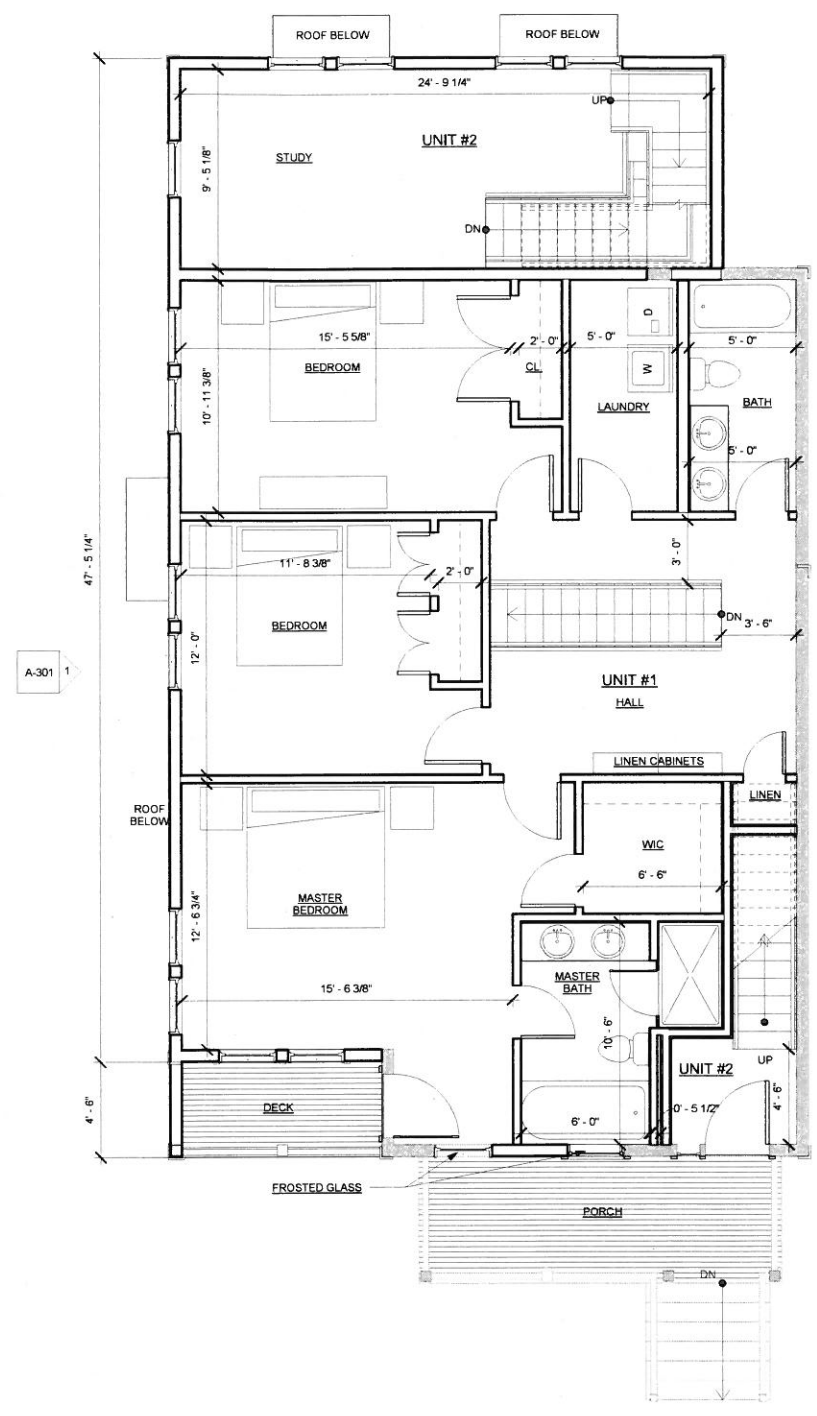 ROOF BELOW
ROOF BELOW
24' - 9 1/4"
UP
UNIT #2
STUDY
9' - 5 1/8"
DN
15' - 5 5/8"
2' - 0"
5' - 0"
D
5' - 0"
BEDROOM
CL
W
10' - 11 3/8"
LAUNDRY
BATH
5' - 0"
47' - 5 1/4"
3' - 0"
11' - 8 3/8"
2' - 0"
BEDROOM
DN
3' - 6"
12' - 0"
A-301
1
UNIT #1
HALL
LINEN CABINETS
LINEN
ROOF
BELOW
WIC
6' - 6"
MASTER
BEDROOM
12' - 6 3/4"
15' - 6 3/8"
MASTER
BATH
10' - 6"
UP
UNIT #2
4' - 6"
4' - 6"
DECK
0' - 5 1/2"
6' - 0"
FROSTED GLASS
PORCH
DN